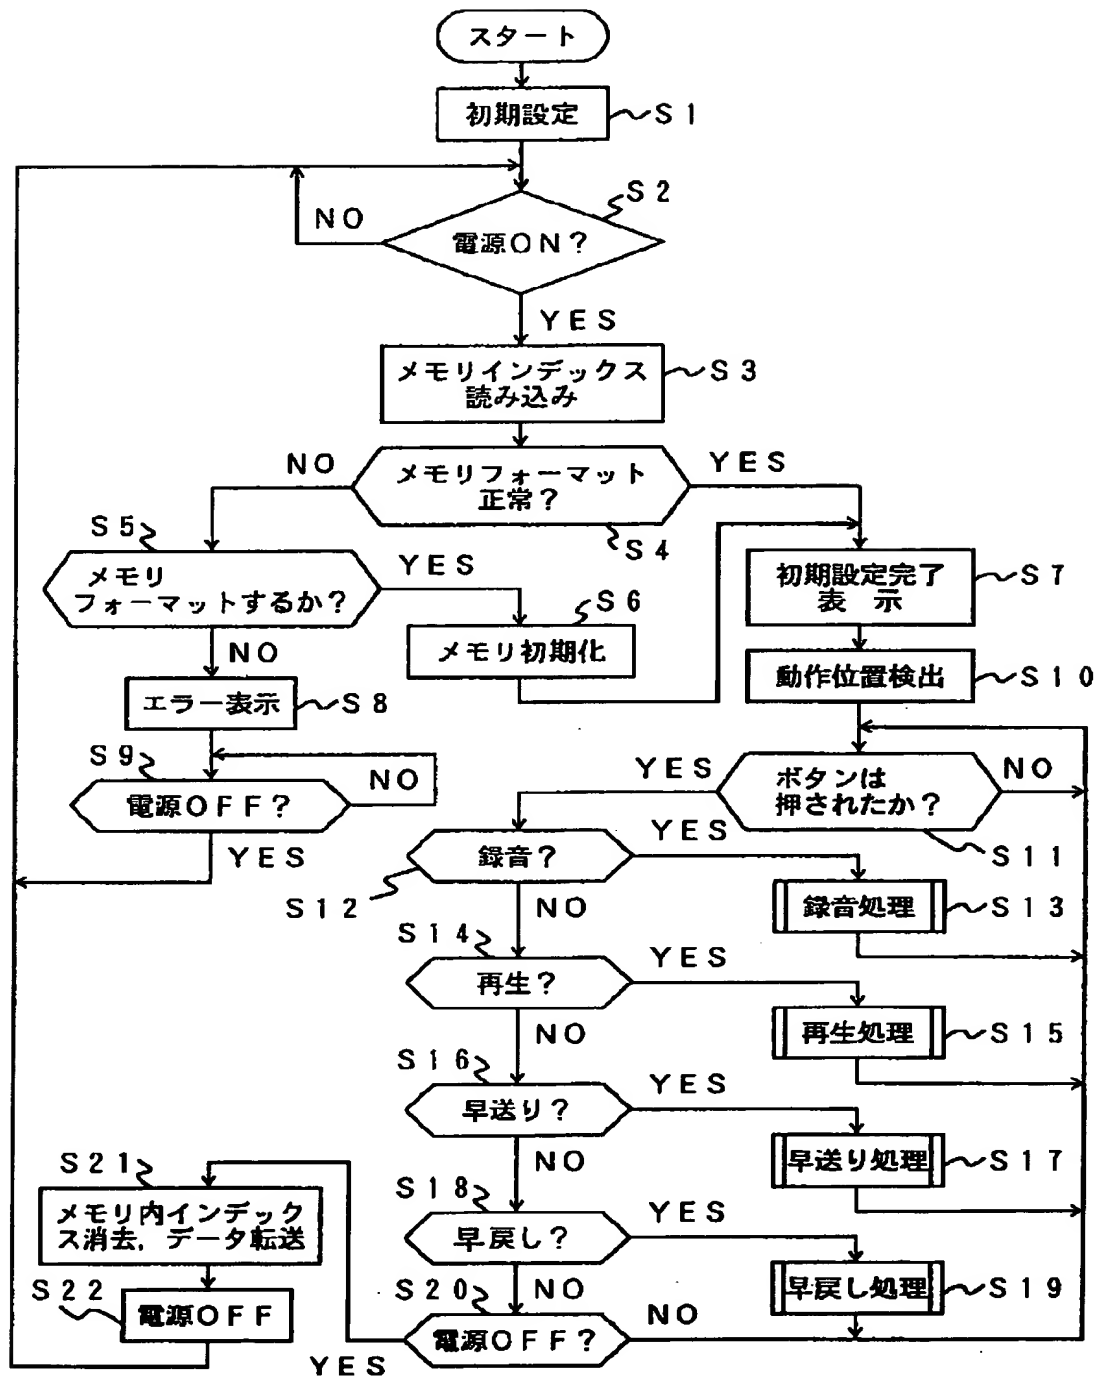 スタート
初期設定
S1
S2
NO
電源ON？
YES
メモリインデックス
読み込み
S3
NO
YES
メモリフォーマット
正常？
S4
S5
YES
メモリ
フォーマットするか？
S6
初期設定完了
表　示
S7
NO
メモリ初期化
動作位置検出
S10
エラー表示
S8
S9
NO
電源OFF？
YES
YES
NO
ボタンは
押されたか？
S11
YES
録音？
S12
NO
録音処理
S13
S14
YES
再生？
NO
再生処理
S15
S16
YES
早送り？
NO
早送り処理
S17
S18
YES
早戻し？
NO
早戻し処理
S19
S20
NO
電源OFF？
YES
S21
メモリ内インデック
ス消去，データ転送
S22
電源OFF